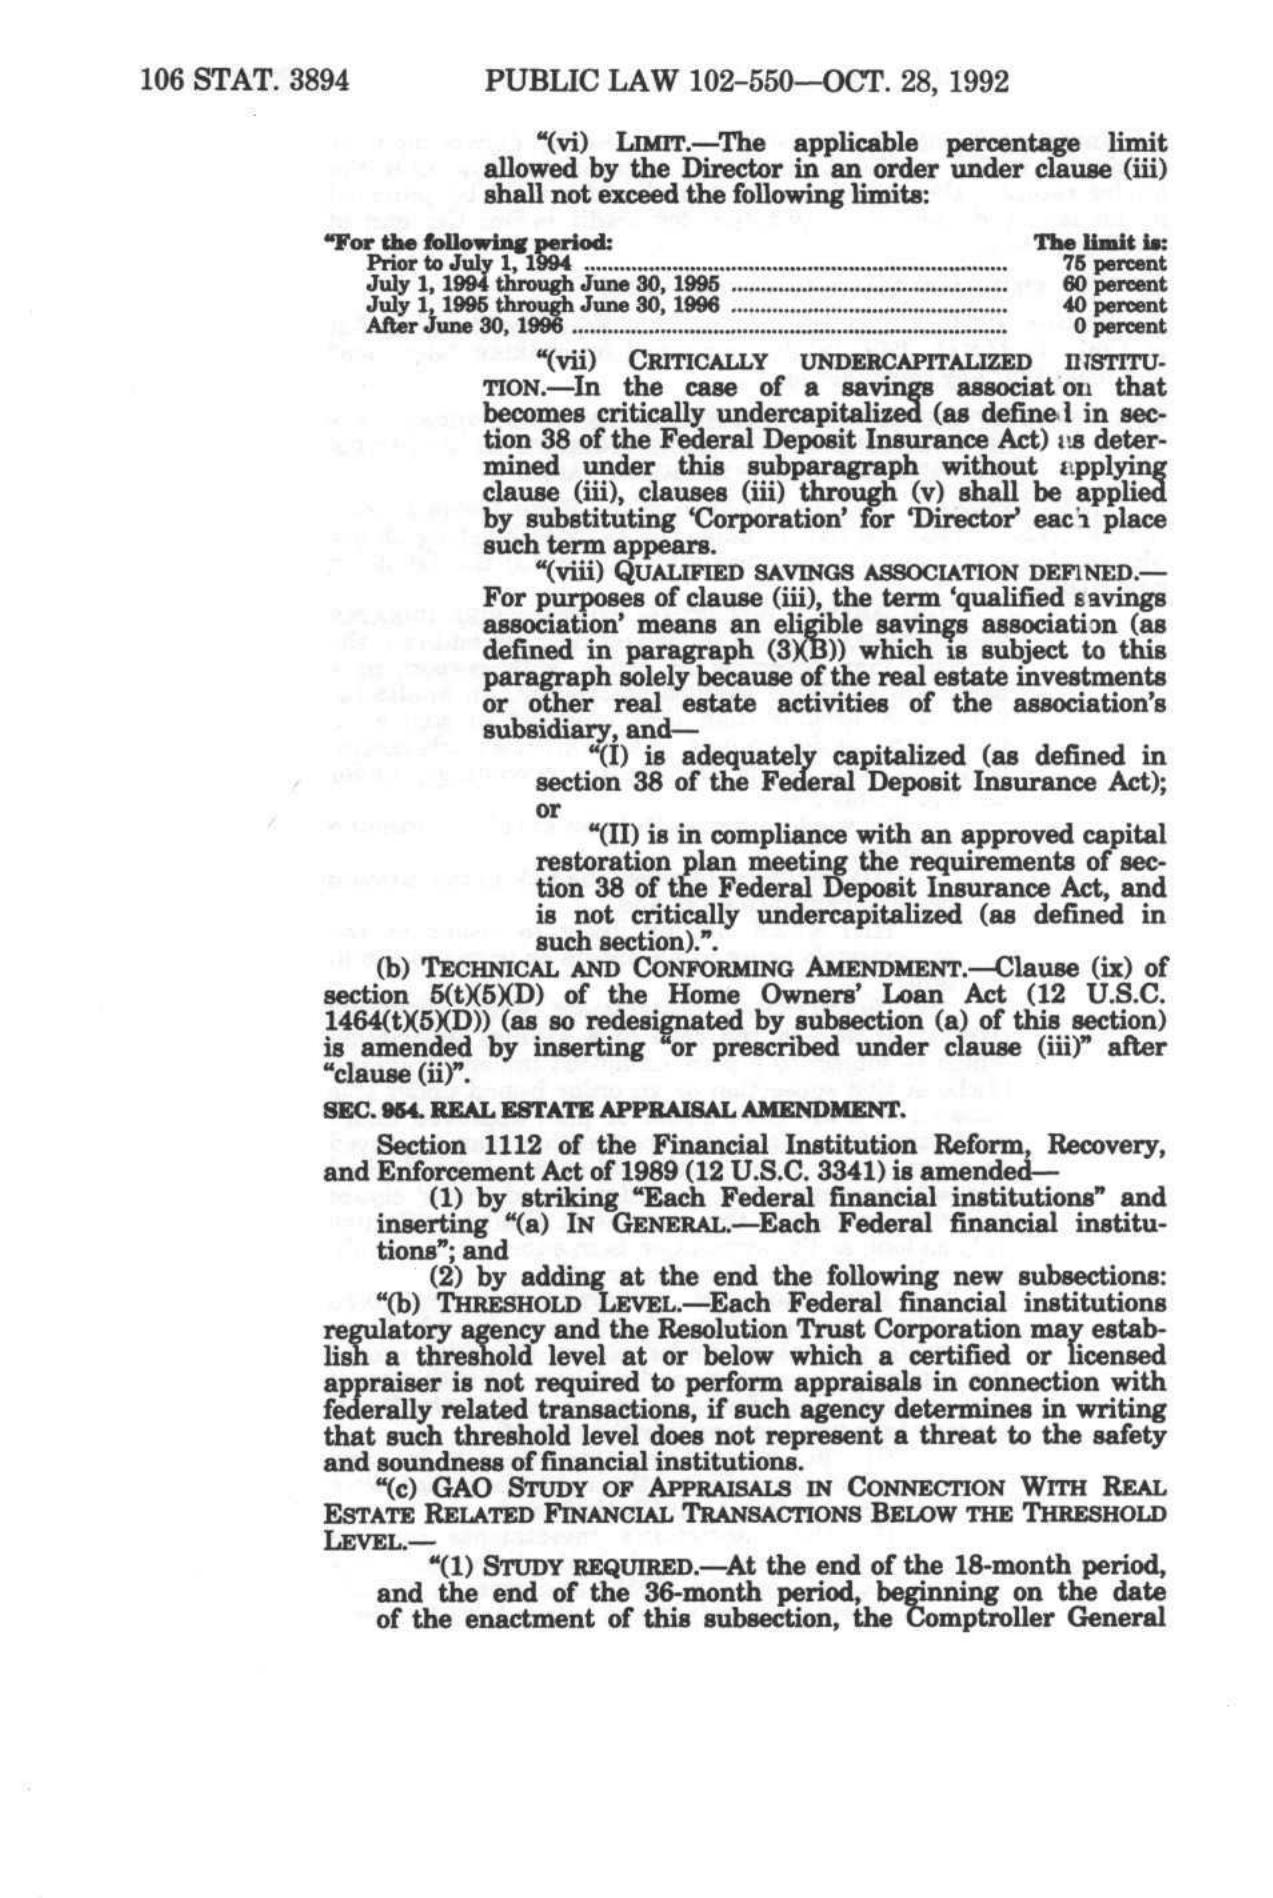 106 STAT. 3894 PUBLIC LAW 102-550—OCT. 28, 1992
"(vi) LIMIT.—The applicable percentage limit
allowed by the Director in an order under clause (iii)
shall not exceed the following limits:
"For the following period: The limit is:
Prior to July 1, 1994 ........................................................................ 75 percent
July 1, 1994 through June 30, 1995 ............................................... 60 percent
July 1, 1995 through June 30, 1996 ............................................... 40 percent
After June 30, 1996 .......................................................................... 0 percent
"(vii) CRITICALLY UNDERCAPITALIZED INSTITU-
TION.—In the case of a savings association that
becomes critically undercapitalized (as defined in sec-
tion 38 of the Federal Deposit Insurance Act) as deter-
mined under this subparagraph without applying
clause (iii), clauses (iii) through (v) shall be applied
by substituting 'Corporation' for 'Director' each place
such term appears.
"(viii) QUALIFIED SAVINGS ASSOCIATION DEFINED.—
For purposes of clause (iii), the term 'qualified savings
association' means an eligible savings association (as
defined in paragraph (3)(B)) which is subject to this
paragraph solely because of the real estate investments
or other real estate activities of the association's
subsidiary, and—
"(I) is adequately capitalized (as defined in
section 38 of the Federal Deposit Insurance Act);
or
"(II) is in compliance with an approved capital
restoration plan meeting the requirements of sec-
tion 38 of the Federal Deposit Insurance Act, and
is not critically undercapitalized (as defined in
such section).".
(b) TECHNICAL AND CONFORMING AMENDMENT.—Clause (ix) of
section 5(t)(5)(D) of the Home Owners' Loan Act (12 U.S.C.
1464(t)(5)(D)) (as so redesignated by subsection (a) of this section)
is amended by inserting "or prescribed under clause (iii)" after
"clause (ii)".
SEC. 954. REAL ESTATE APPRAISAL AMENDMENT.
Section 1112 of the Financial Institution Reform, Recovery,
and Enforcement Act of 1989 (12 U.S.C. 3341) is amended—
(1) by striking "Each Federal financial institutions" and
inserting "(a) IN GENERAL.—Each Federal financial institu-
tions"; and
(2) by adding at the end the following new subsections:
"(b) THRESHOLD LEVEL.—Each Federal financial institutions
regulatory agency and the Resolution Trust Corporation may estab-
lish a threshold level at or below which a certified or licensed
appraiser is not required to perform appraisals in connection with
federally related transactions, if such agency determines in writing
that such threshold level does not represent a threat to the safety
and soundness of financial institutions.
"(c) GAO STUDY OF APPRAISALS IN CONNECTION WITH REAL
ESTATE RELATED FINANCIAL TRANSACTIONS BELOW THE THRESHOLD
LEVEL.—
"(1) STUDY REQUIRED.—At the end of the 18-month period,
and the end of the 36-month period, beginning on the date
of the enactment of this subsection, the Comptroller General